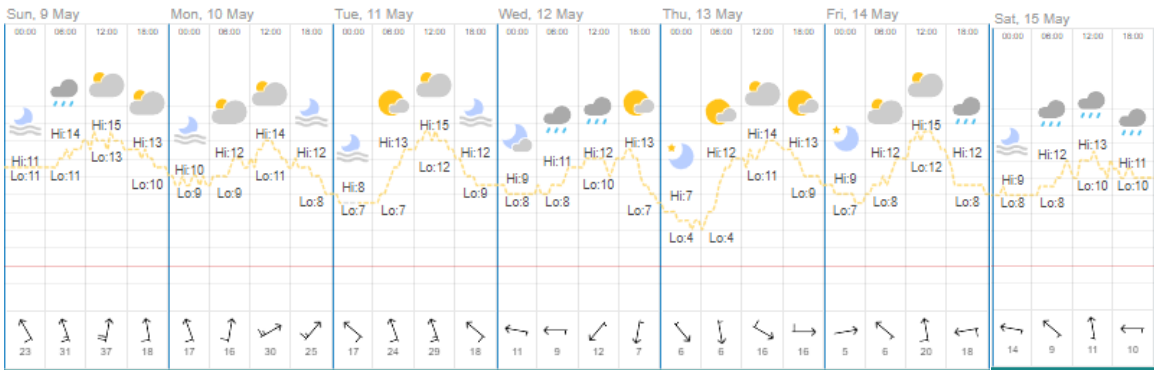 Sun, 9 May Mon, 10 May Tue, 11 May Wed, 12 May Thu, 13 May Fri, 14 May Sat, 15 May
00:00 06:00 12:00 18:00 00:00 06:00 12:00 18:00 00:00 06:00 12:00 18:00 00:00 06:00 12:00 18:00 00:00 06:00 12:00 18:00 00:00 06:00 12:00 18:00 00:00 06:00 12:00 18:00
Hi:11 Hi:14 Hi:15 Hi:13 Hi:10 Hi:12 Hi:14 Hi:12 Hi:8 Hi:13 Hi:15 Hi:12 Hi:9 Hi:11 Hi:12 Hi:13 Hi:7 Hi:12 Hi:14 Hi:13 Hi:9 Hi:12 Hi:15 Hi:12 Hi:9 Hi:12 Hi:13 Hi:11
Lo:11 Lo:11 Lo:13 Lo:10 Lo:9 Lo:9 Lo:11 Lo:8 Lo:7 Lo:7 Lo:12 Lo:9 Lo:8 Lo:8 Lo:10 Lo:7 Lo:4 Lo:4 Lo:11 Lo:9 Lo:7 Lo:8 Lo:12 Lo:8 Lo:8 Lo:8 Lo:10 Lo:10
23 31 37 18 17 16 30 25 17 24 29 18 11 9 12 7 6 6 16 16 5 6 20 18 14 9 11 10